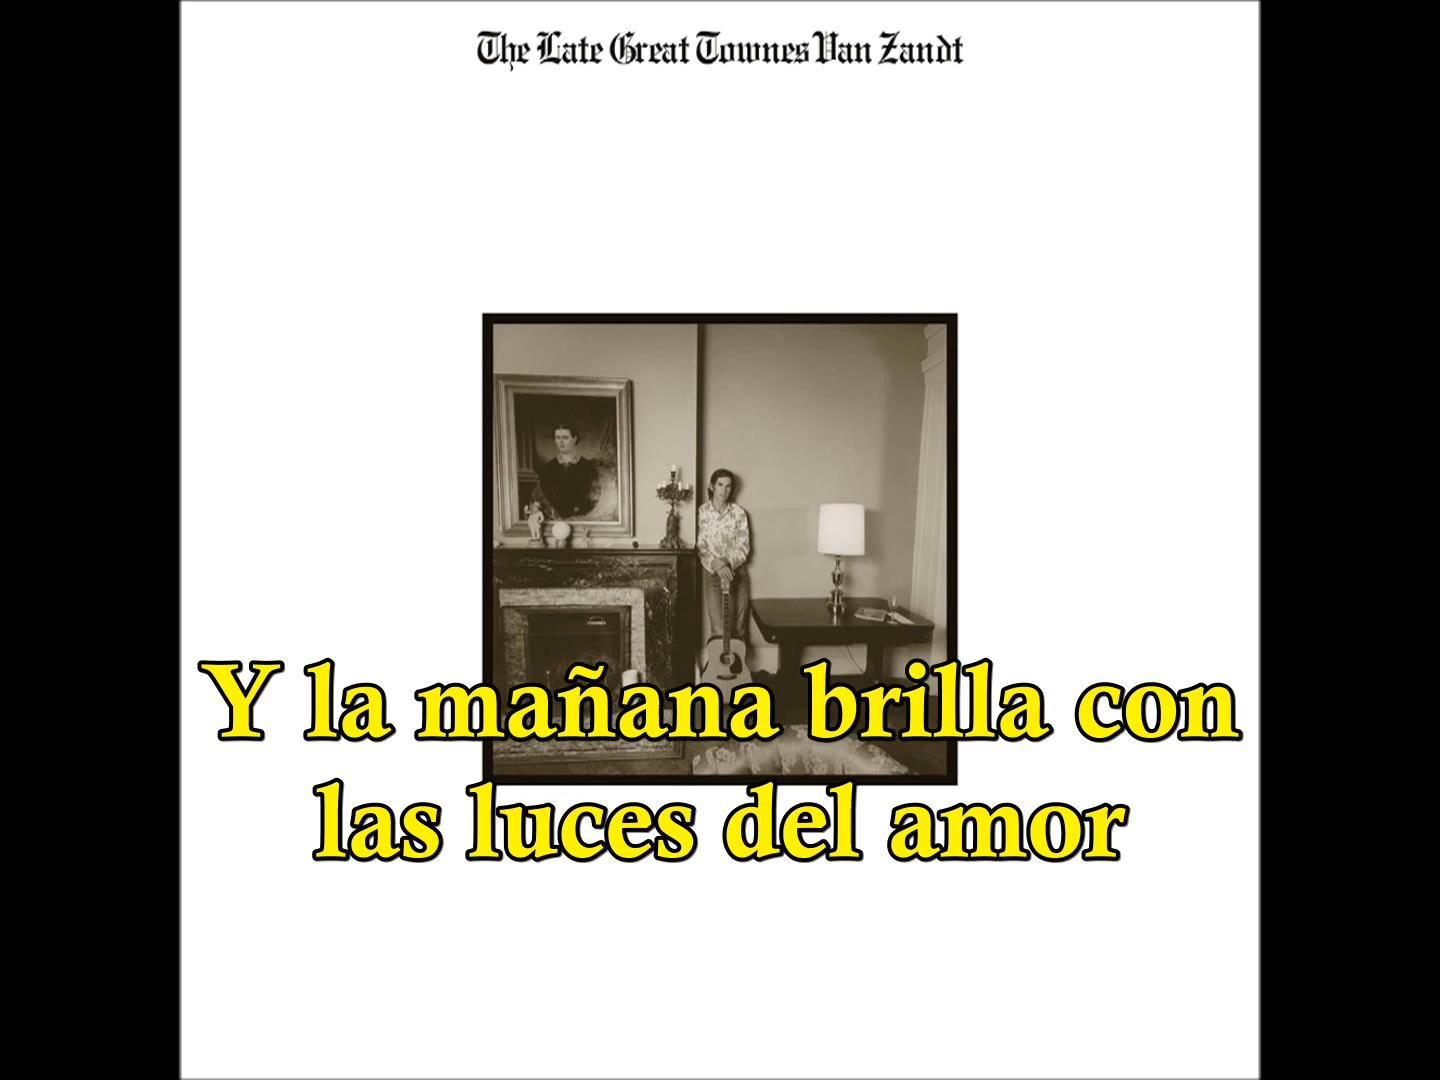 The Late Great Townes Van Zandt
Y la mañana brilla con
las luces del amor